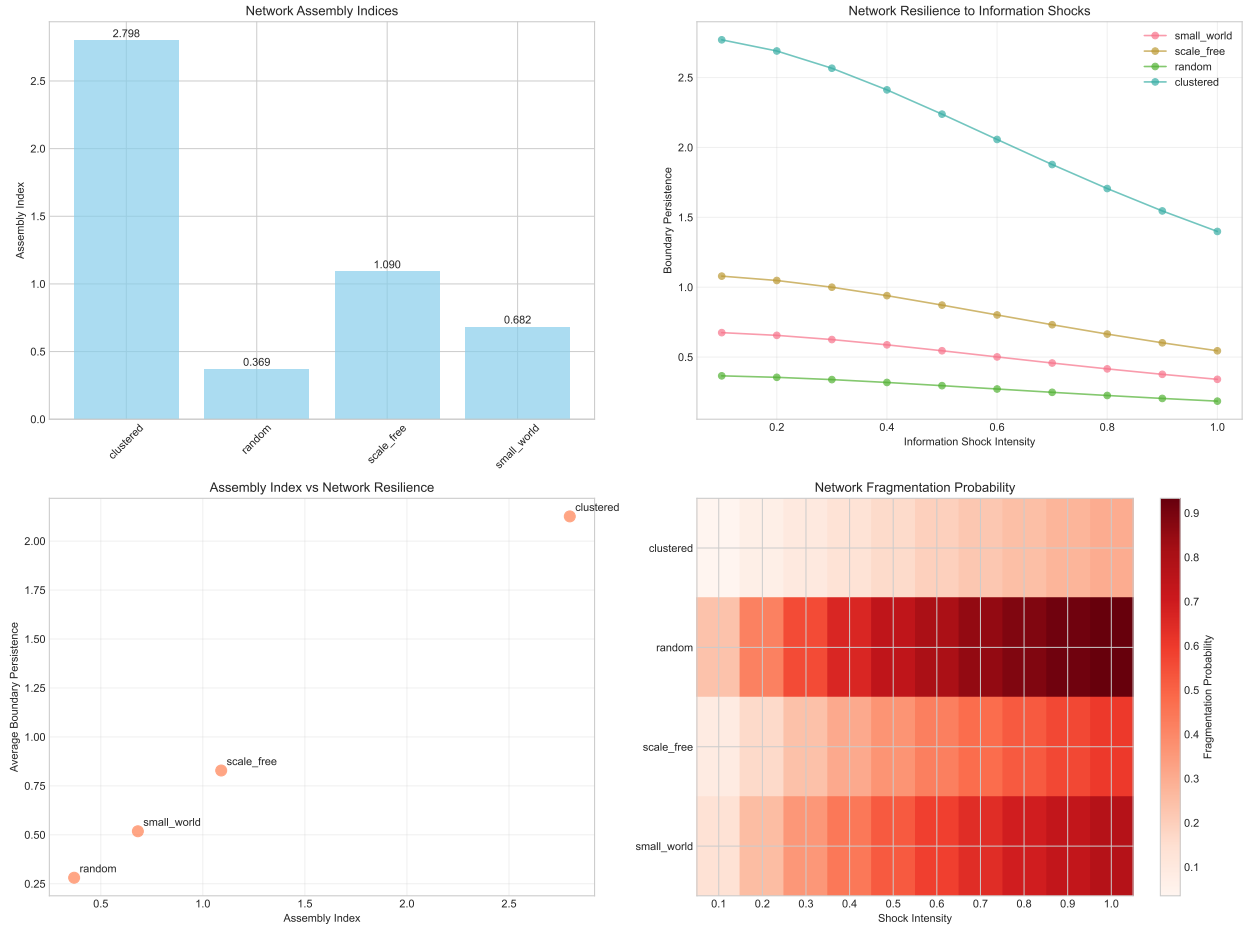 Network Assembly Indices
Assembly Index
2.5
2.0
1.5
1.0
0.5
0.0
2.798
0.369
1.090
0.682
clustered
random
scale_free
small_world
Network Resilience to Information Shocks
Boundary Persistence
2.5
2.0
1.5
1.0
0.5
small_world
scale_free
random
clustered
0.2
0.4
0.6
0.8
1.0
Information Shock Intensity
Assembly Index vs Network Resilience
Average Boundary Persistence
2.00
1.75
1.50
1.25
1.00
0.75
0.50
0.25
clustered
scale_free
small_world
random
0.5
1.0
2.0
2.5
1.5
Assembly Index
Network Fragmentation Probability
clustered
random
scale_free
small_world
0.1
0.2
0.3
0.4
0.5
0.6
0.7
0.8
0.9
1.0
Shock Intensity
0.9
0.8
0.7
0.6
0.5
0.4
0.3
0.2
0.1
Fragmentation Probability